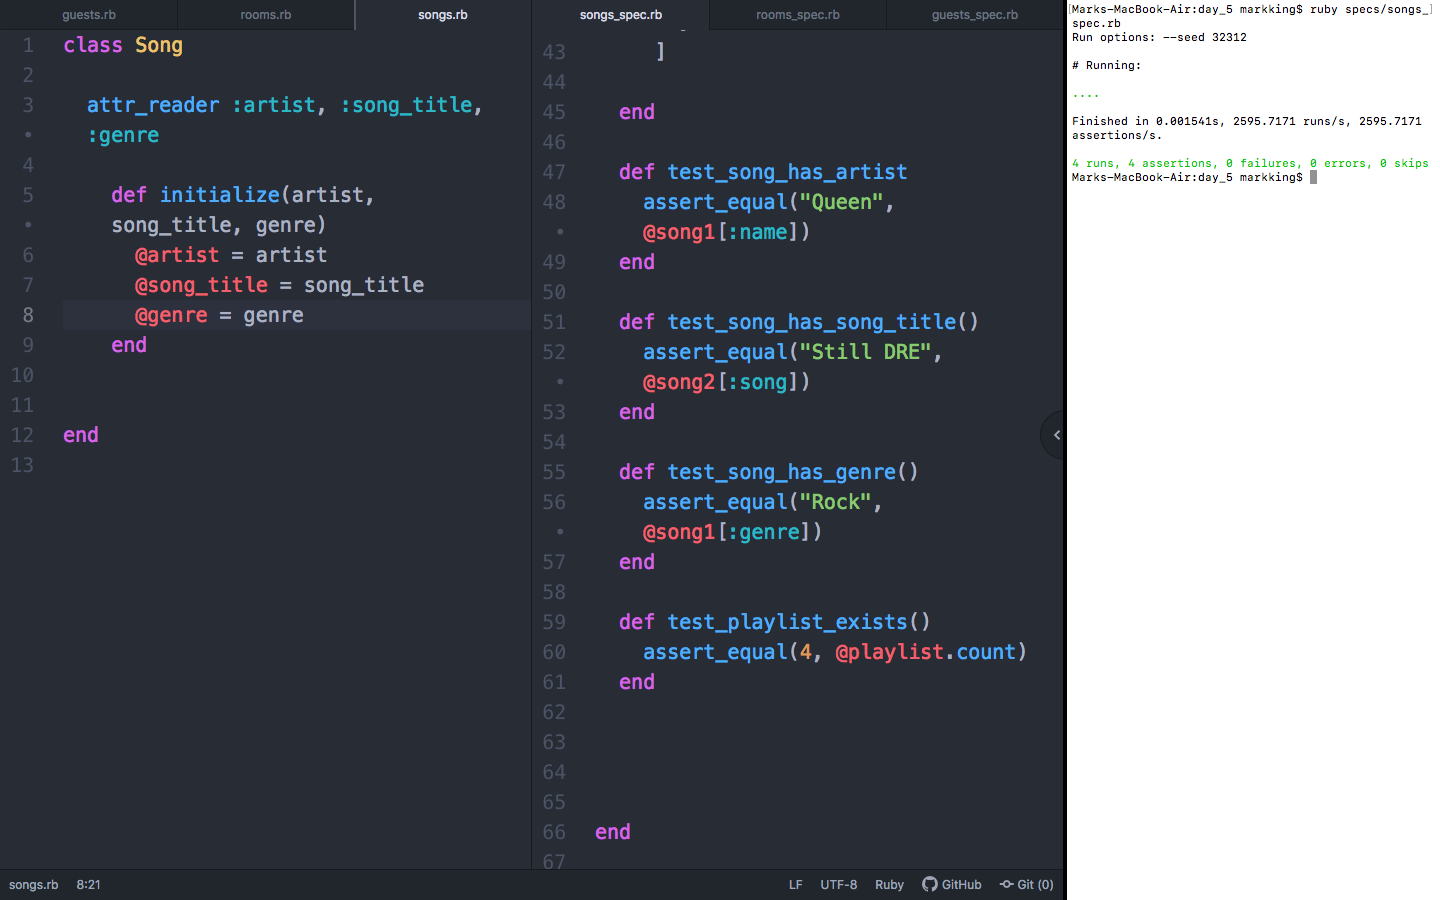 guests.rb
rooms.rb
songs.rb
1 class Song
2
3 attr_reader :artist, :song_title,
• :genre
4
5 def initialize(artist,
• song_title, genre)
6 @artist = artist
7 @song_title = song_title
8 @genre = genre
9 end
10
11
12 end
13
songs_spec.rb
rooms_spec.rb
guests_spec.rb
43 ]
44
45 end
46
47 def test_song_has_artist
48 assert_equal("Queen",
• @song1[:name])
49 end
50
51 def test_song_has_song_title()
52 assert_equal("Still DRE",
• @song2[:song])
53 end
54
55 def test_song_has_genre()
56 assert_equal("Rock",
• @song1[:genre])
57 end
58
59 def test_playlist_exists()
60 assert_equal(4, @playlist.count)
61 end
62
63
64
65
66 end
67
songs.rb 8:21
LF UTF-8 Ruby GitHub Git (0)
[Marks-MacBook-Air:day_5 markking$ ruby specs/songs_]
spec.rb
Run options: --seed 32312
# Running:
....
Finished in 0.001541s, 2595.7171 runs/s, 2595.7171
assertions/s.
4 runs, 4 assertions, 0 failures, 0 errors, 0 skips
Marks-MacBook-Air:day_5 markking$